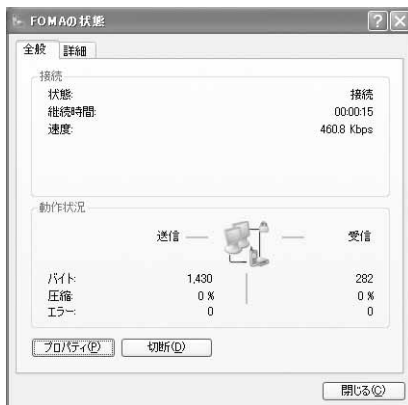 FOMAの状態
全般 詳細
接続
状態: 接続
継続時間: 00:00:15
速度: 460.8 Kbps
動作状況
送信 受信
バイト: 1,430 282
圧縮: 0 % 0 %
エラー: 0 0
プロパティ(P) 切断(D)
閉じる(C)